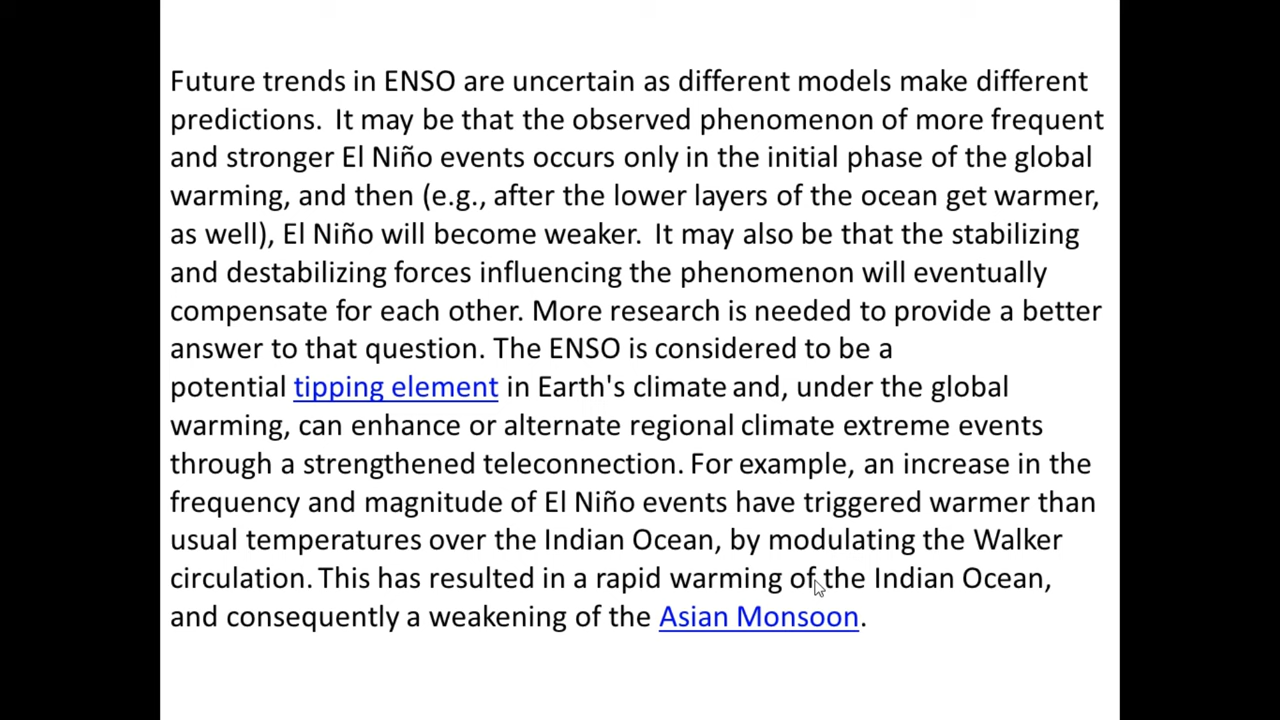 Future trends in ENSO are uncertain as different models make different
predictions.  It may be that the observed phenomenon of more frequent
and stronger El Niño events occurs only in the initial phase of the global
warming, and then (e.g., after the lower layers of the ocean get warmer,
as well), El Niño will become weaker.  It may also be that the stabilizing
and destabilizing forces influencing the phenomenon will eventually
compensate for each other. More research is needed to provide a better
answer to that question. The ENSO is considered to be a
potential tipping element in Earth's climate and, under the global
warming, can enhance or alternate regional climate extreme events
through a strengthened teleconnection. For example, an increase in the
frequency and magnitude of El Niño events have triggered warmer than
usual temperatures over the Indian Ocean, by modulating the Walker
circulation. This has resulted in a rapid warming of the Indian Ocean,
and consequently a weakening of the Asian Monsoon.